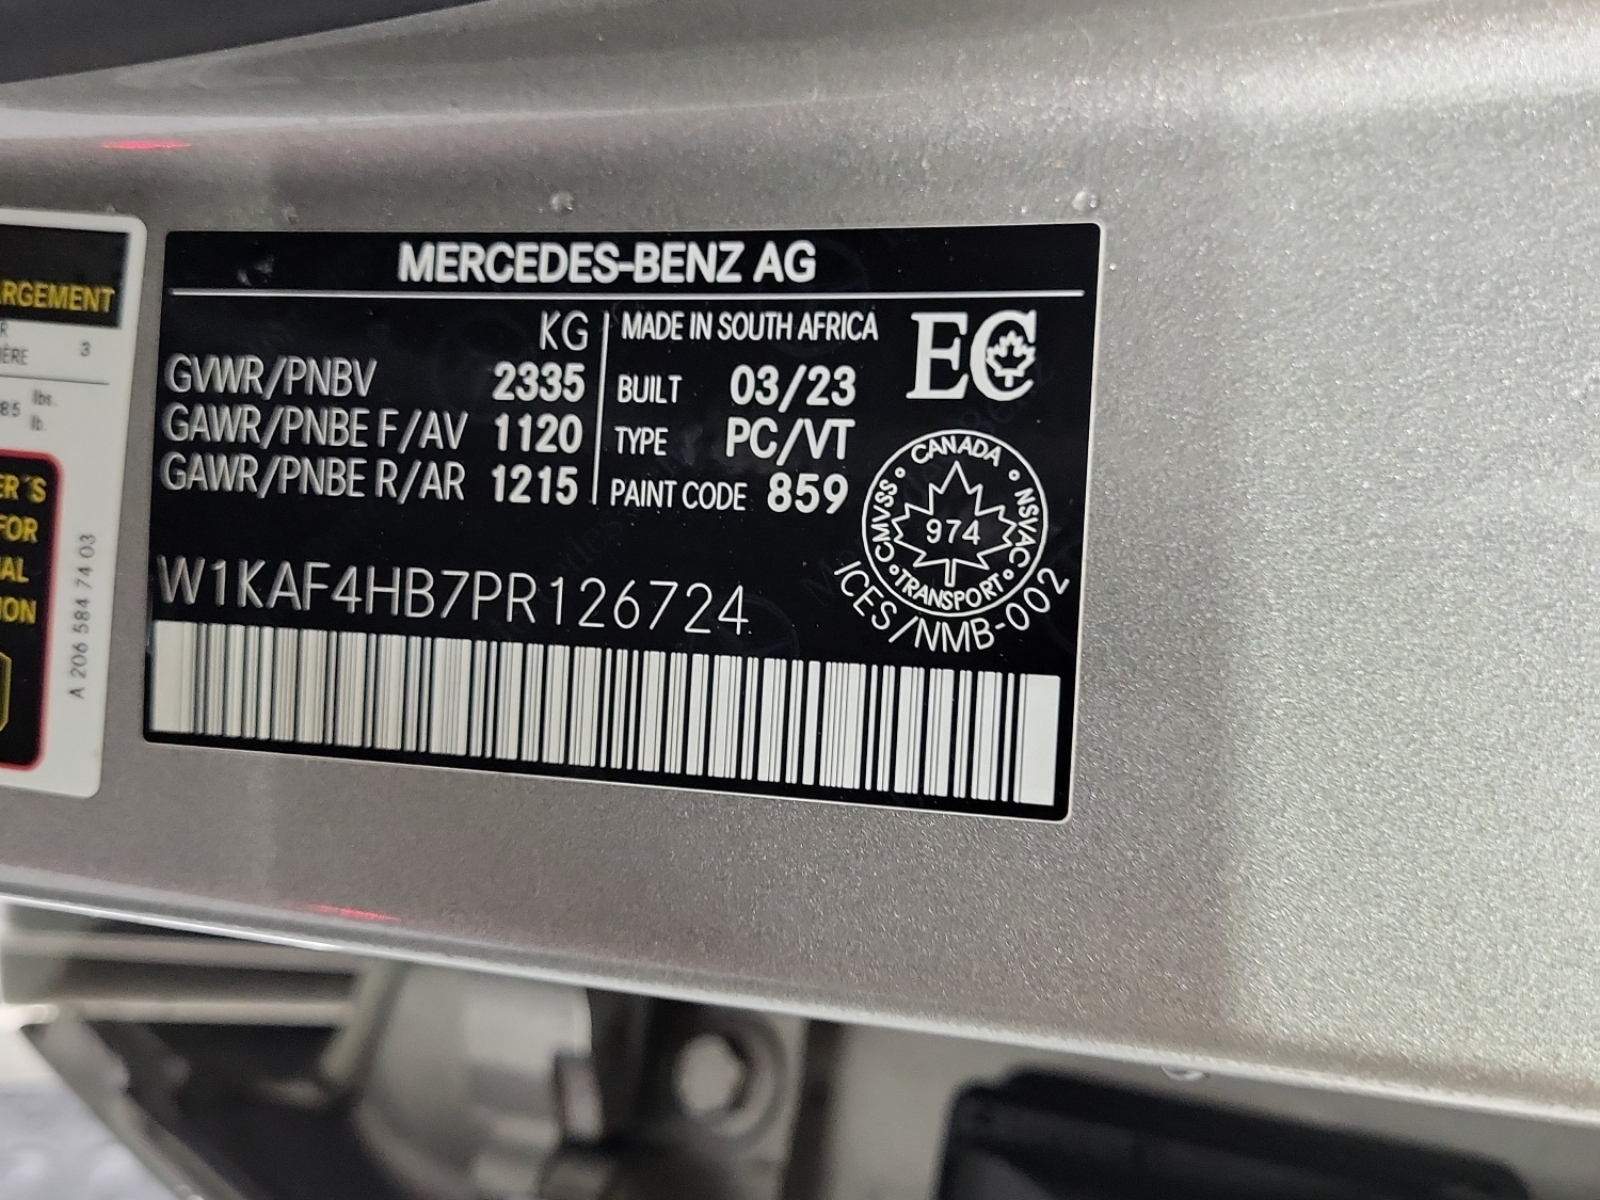 MERCEDES-BENZ AG
KG
GVWR/PNBV 2335
GAWR/PNBE F/AV 1120
GAWR/PNBE R/AR 1215
MADE IN SOUTH AFRICA
BUILT 03/23
TYPE PC/VT
PAINT CODE 859
EC
CANADA
NSVAC
TRANSPORT
CMVSS
974
ICES/NMB-002
W1KAF4HB7PR126724
ARGEMENT
R
IÈRE 3
85 lbs.
lb.
ER´S
FOR
AL
ION
A 206 584 74 03